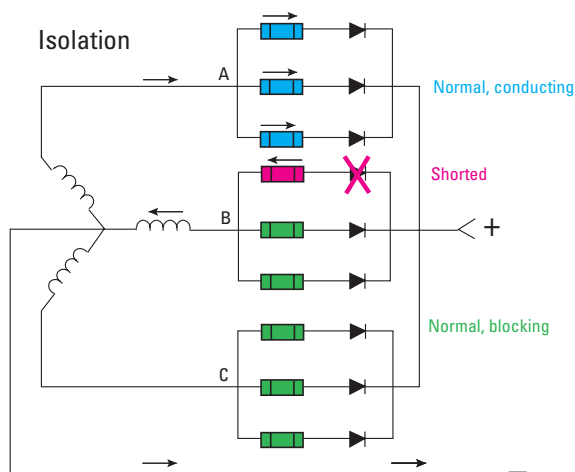 Isolation
A
Normal, conducting
Shorted
B
+
Normal, blocking
C